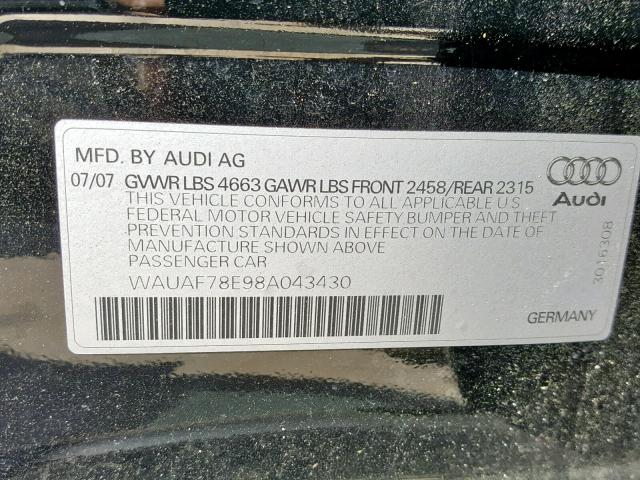 MFD. BY AUDI AG
07/07 GVWR LBS 4663 GAWR LBS FRONT 2458/REAR 2315
THIS VEHICLE CONFORMS TO ALL APPLICABLE U.S.
FEDERAL MOTOR VEHICLE SAFETY BUMPER AND THEFT
PREVENTION STANDARDS IN EFFECT ON THE DATE OF
MANUFACTURE SHOWN ABOVE
PASSENGER CAR
WAUAF78E98A043430
Audi
3016308
GERMANY